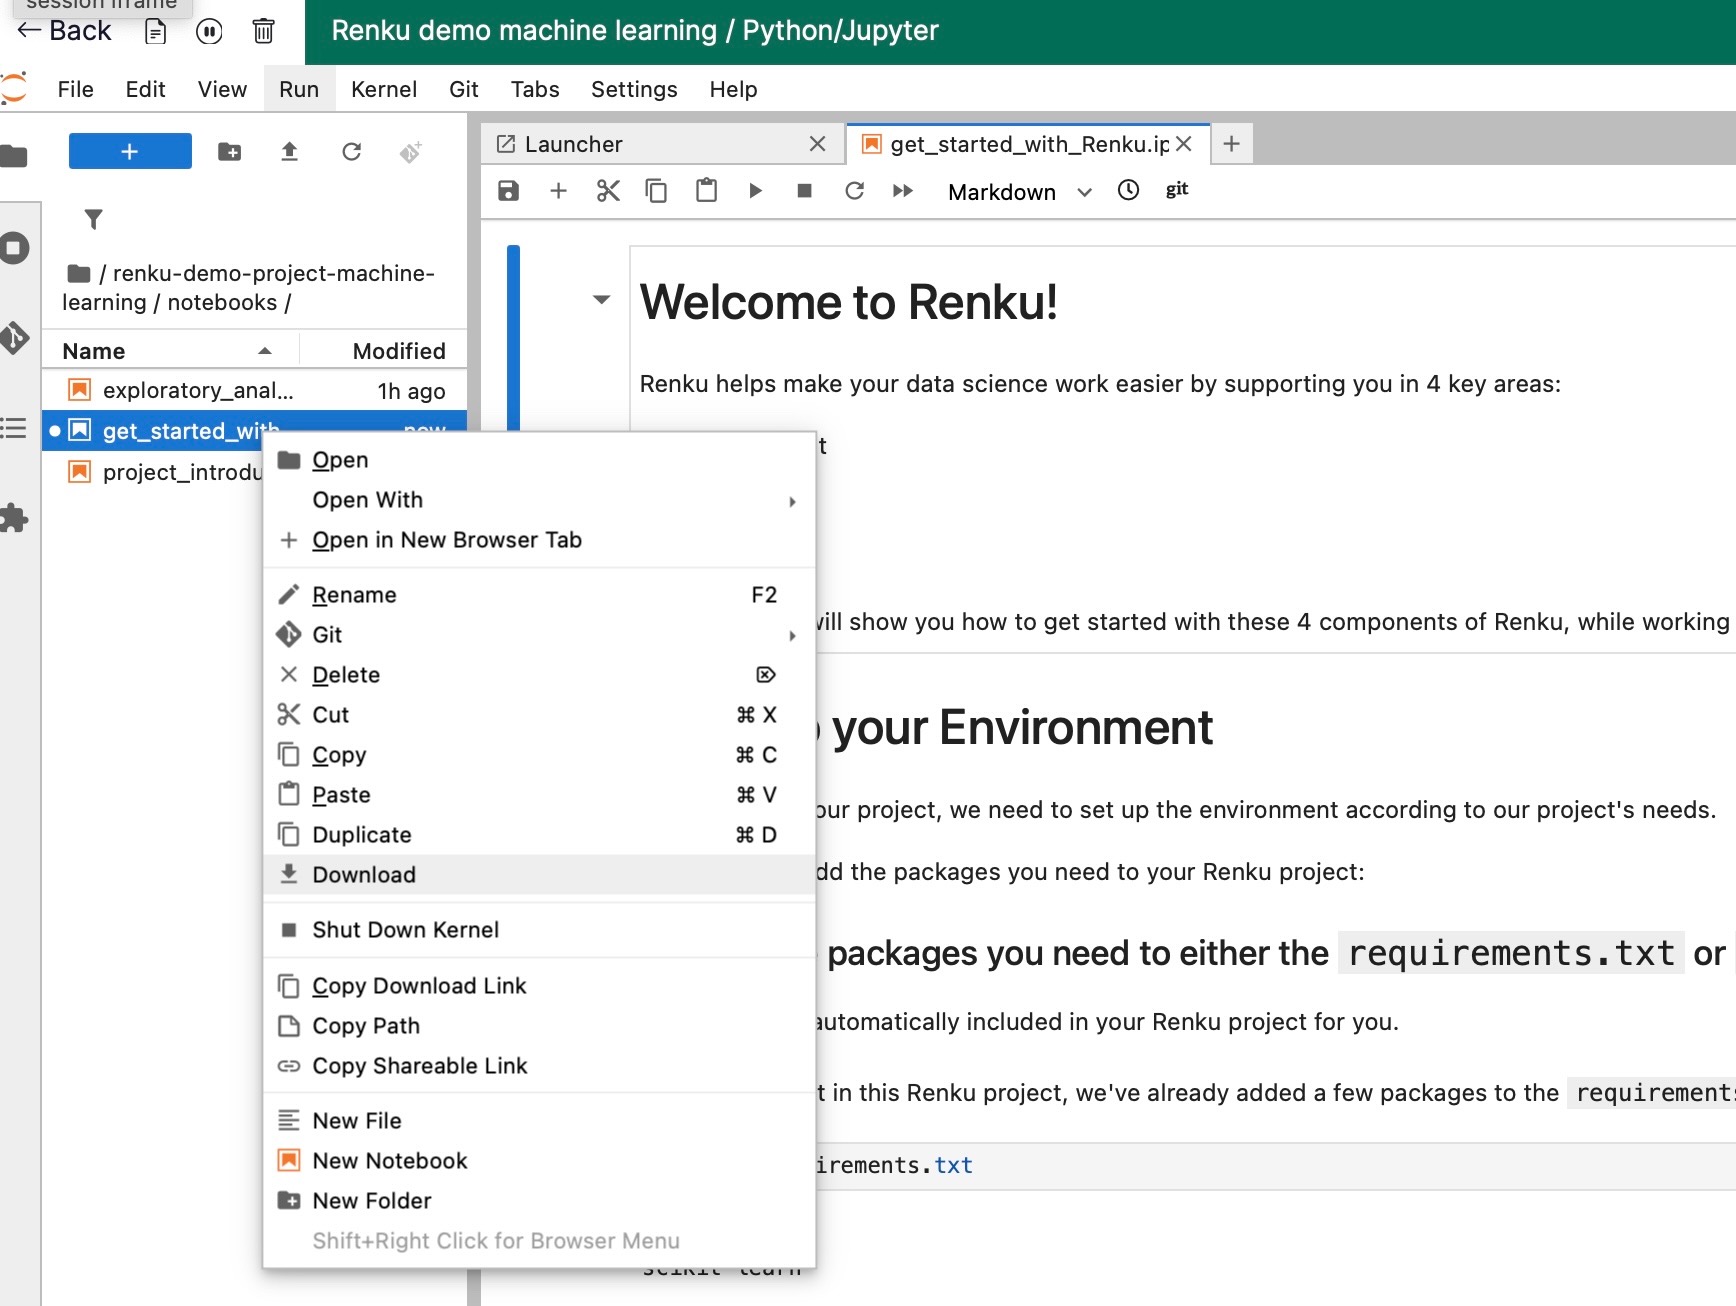 session iframe
Back
Renku demo machine learning / Python/Jupyter
File Edit View Run Kernel Git Tabs Settings Help
Launcher
get_started_with_Renku.ip
Markdown
git
/ renku-demo-project-machine-
learning / notebooks /
Name Modified
exploratory_anal... 1h ago
get_started_with now
project_introdu
Open
Open With
Open in New Browser Tab
Rename F2
Git
Delete
Cut ⌘ X
Copy ⌘ C
Paste ⌘ V
Duplicate ⌘ D
Download
Shut Down Kernel
Copy Download Link
Copy Path
Copy Shareable Link
New File
New Notebook
New Folder
Shift+Right Click for Browser Menu
Welcome to Renku!
Renku helps make your data science work easier by supporting you in 4 key areas:
t
will show you how to get started with these 4 components of Renku, while working
your Environment
our project, we need to set up the environment according to our project's needs.
dd the packages you need to your Renku project:
packages you need to either the requirements.txt or
automatically included in your Renku project for you.
t in this Renku project, we've already added a few packages to the requirements
irements.txt
scikit-learn